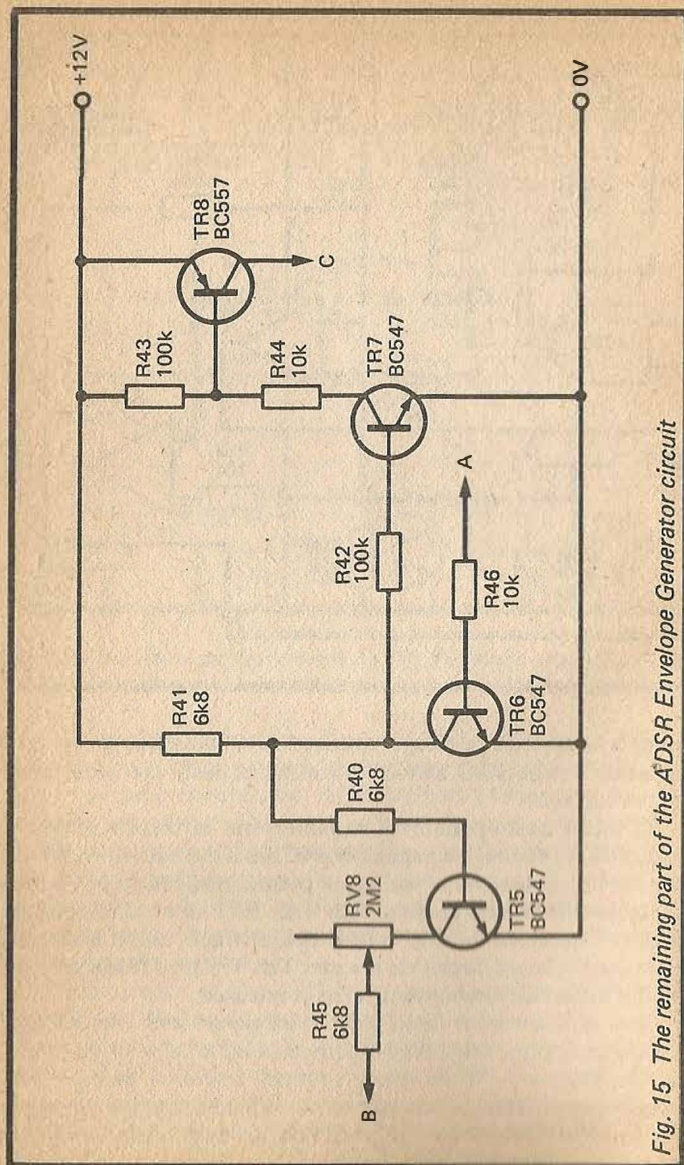 +12V
TR8
BC557
C
R43
100k
R44
10k
TR7
BC547
A
R42
100k
R46
10k
R41
6k8
TR6
BC547
R40
6k8
RV8
2M2
TR5
BC547
R45
6k8
B
0V
Fig. 15 The remaining part of the ADSR Envelope Generator circuit